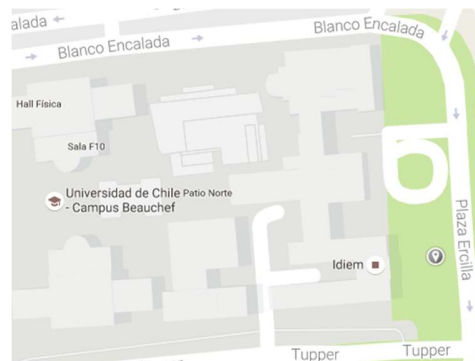 alada
Blanco Encalada
Blanco Encalada
Hall Física
Sala F10
Universidad de Chile
- Campus Beauchef
Patio Norte
Idiem
Plaza Ercilla
Tupper
Tupper